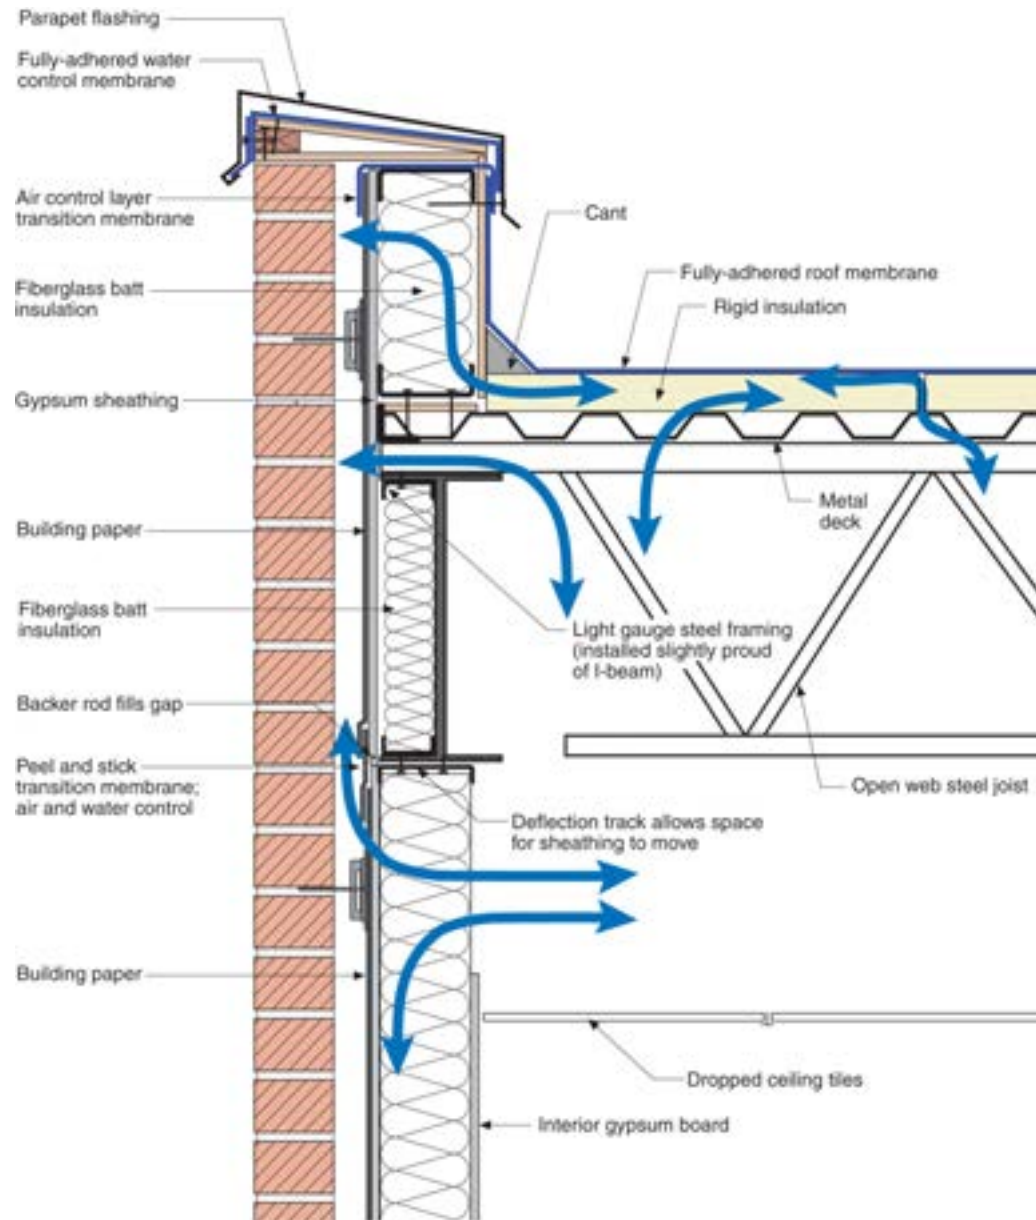 Parapet flashing
Fully-adhered water
control membrane
Air control layer
transition membrane
Cant
Fully-adhered roof membrane
Fiberglass batt
insulation
Rigid insulation
Gypsum sheathing
Metal
deck
Building paper
Fiberglass batt
insulation
Light gauge steel framing
(installed slightly proud
of I-beam)
Backer rod fills gap
Peel and stick
transition membrane;
air and water control
Open web steel joist
Deflection track allows space
for sheathing to move
Building paper
Dropped ceiling tiles
Interior gypsum board